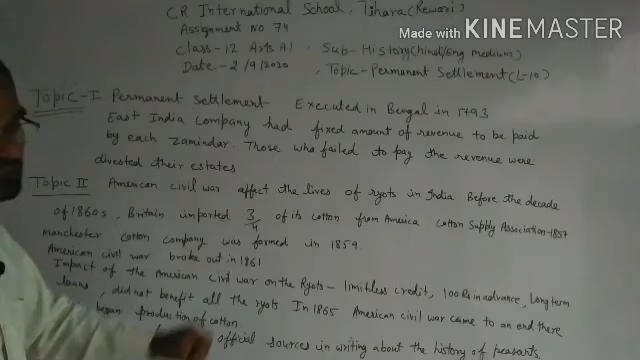 CR International School, Tihara (Rewari)
Assignment No 74
Made with KINEMASTER
Class-12 Arts A1 . Sub- History (hindi/eng medium)
Date-2/9/2020 , Topic- Permanent Settlement (L-10)
Topic-I Permanent Settlement- Executed in Bengal in 1793
East India Company had fixed amount of revenue to be paid
by each Zamindar. Those who failed to pay the revenue were
divested their estates
Topic II American civil war affect the lives of ryots in India Before the decade
of 1860s, Britain imported 3/4 of its cotton from America Cotton Supply Association-1857
Manchester cotton company was formed in 1859.
American civil war broke out in 1861
Impact of the American Civil war on the Ryots- limitless credit, 100 Rs in advance, Long term
loans, did not benefit all the ryots In 1865 American civil war came to an end there
began production of cotton
official sources in writing about the history of peasants